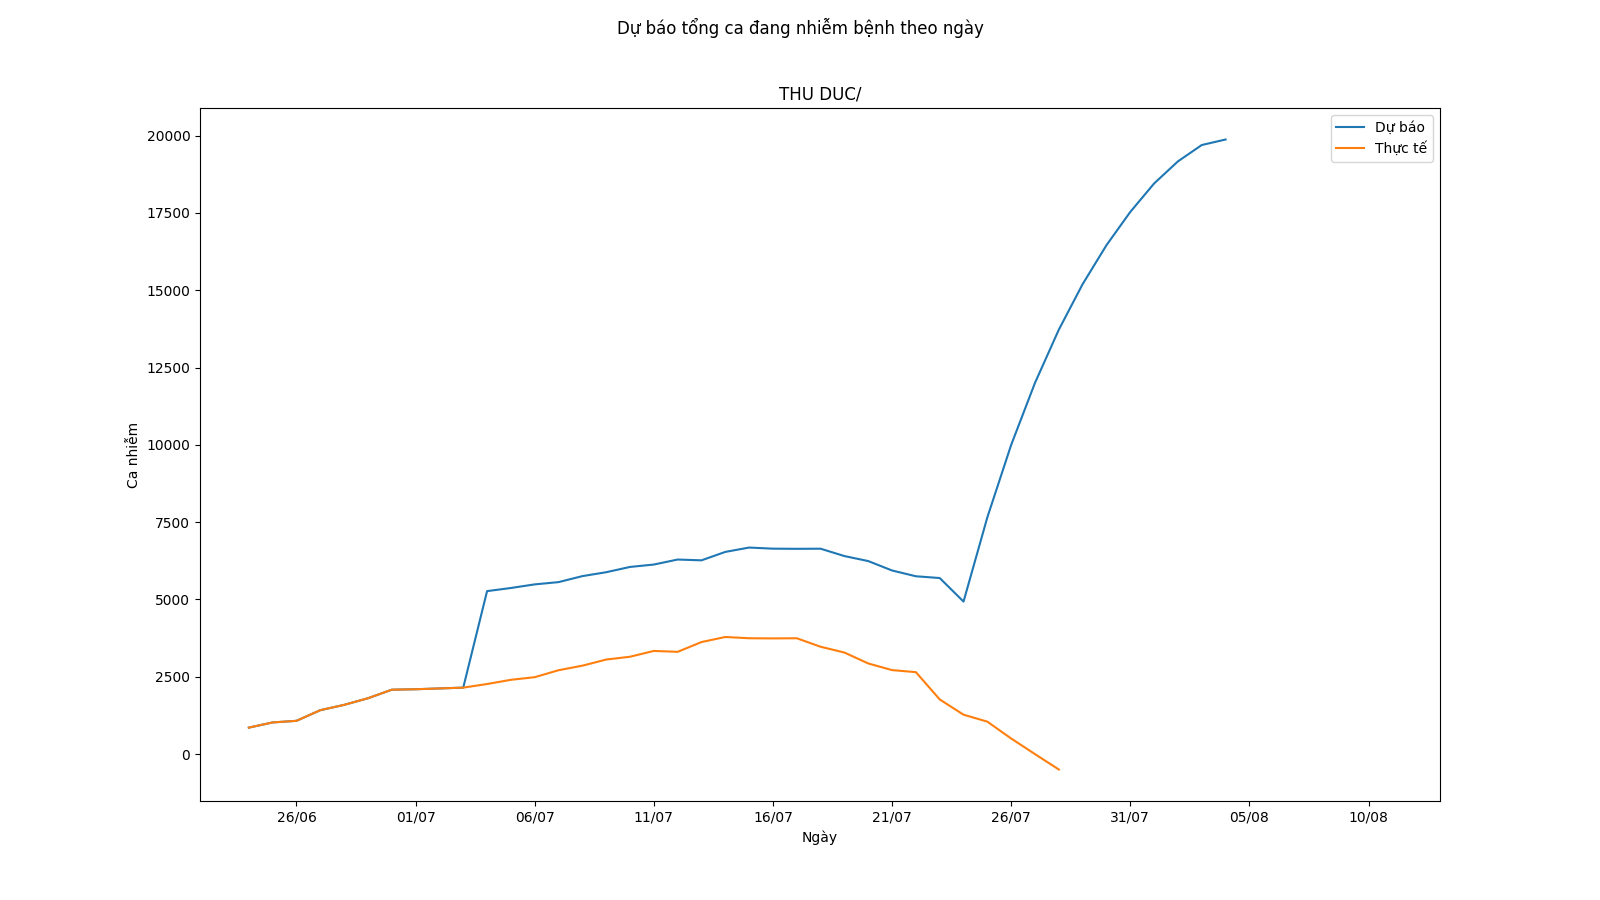 Dự báo tổng ca đang nhiễm bệnh theo ngày
THU DUC/
Dự báo
Thực tế
20000
17500
15000
12500
10000
7500
5000
2500
0
Ca nhiễm
26/06 01/07 06/07 11/07 16/07 21/07 26/07 31/07 05/08 10/08
Ngày